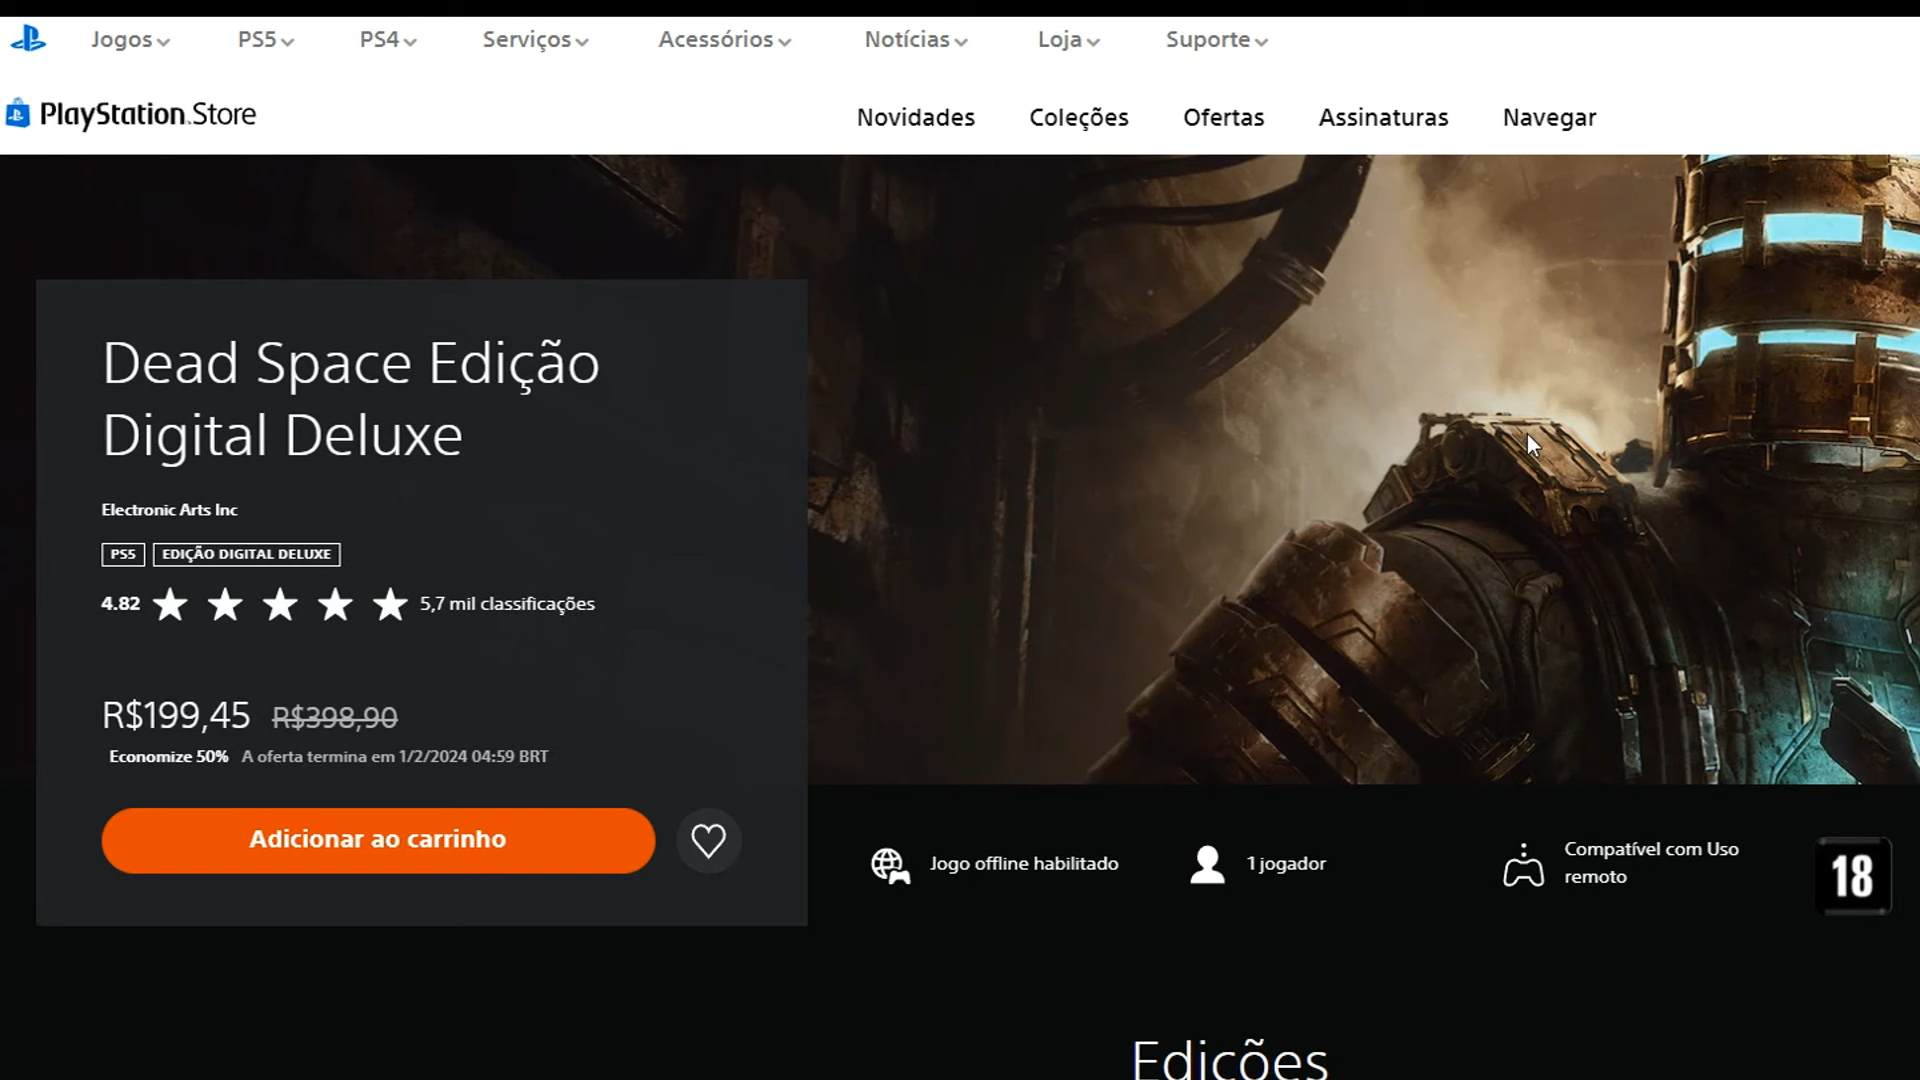 Jogos
PS5
PS4
Serviços
Acessórios
Notícias
Loja
Suporte
PlayStation Store
Novidades
Coleções
Ofertas
Assinaturas
Navegar
Dead Space Edição
Digital Deluxe
Electronic Arts Inc
PS5 EDIÇÃO DIGITAL DELUXE
4.82 5,7 mil classificações
R$199,45 R$398,90
Economize 50% A oferta termina em 1/2/2024 04:59 BRT
Adicionar ao carrinho
Jogo offline habilitado
1 jogador
Compatível com Uso
remoto
18
Edições